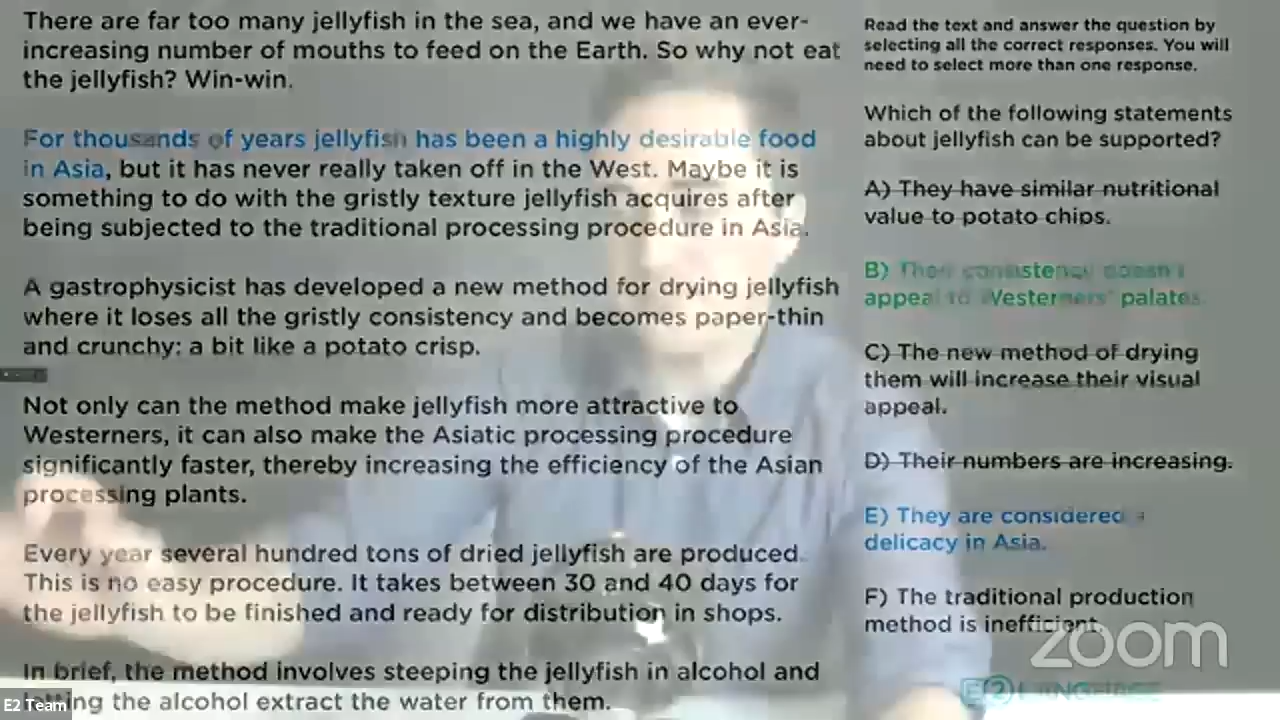 There are far too many jellyfish in the sea, and we have an ever-
increasing number of mouths to feed on the Earth. So why not eat
the jellyfish? Win-win.
For thousands of years jellyfish has been a highly desirable food
in Asia, but it has never really taken off in the West. Maybe it is
something to do with the gristly texture jellyfish acquires after
being subjected to the traditional processing procedure in Asia.
A gastrophysicist has developed a new method for drying jellyfish
where it loses all the gristly consistency and becomes paper-thin
and crunchy: a bit like a potato crisp.
Not only can the method make jellyfish more attractive to
Westerners, it can also make the Asiatic processing procedure
significantly faster, thereby increasing the efficiency of the Asian
processing plants.
Every year several hundred tons of dried jellyfish are produced.
This is no easy procedure. It takes between 30 and 40 days for
the jellyfish to be finished and ready for distribution in shops.
In brief, the method involves steeping the jellyfish in alcohol and
letting the alcohol extract the water from them.
E2 Team
Read the text and answer the question by
selecting all the correct responses. You will
need to select more than one response.
Which of the following statements
about jellyfish can be supported?
A) They have similar nutritional
value to potato chips.
B) Their consistency doesn't
appeal to Westerners' palates.
C) The new method of drying
them will increase their visual
appeal.
D) Their numbers are increasing.
E) They are considered a
delicacy in Asia.
F) The traditional production
method is inefficient.
zoom
E2 LANGUAGE